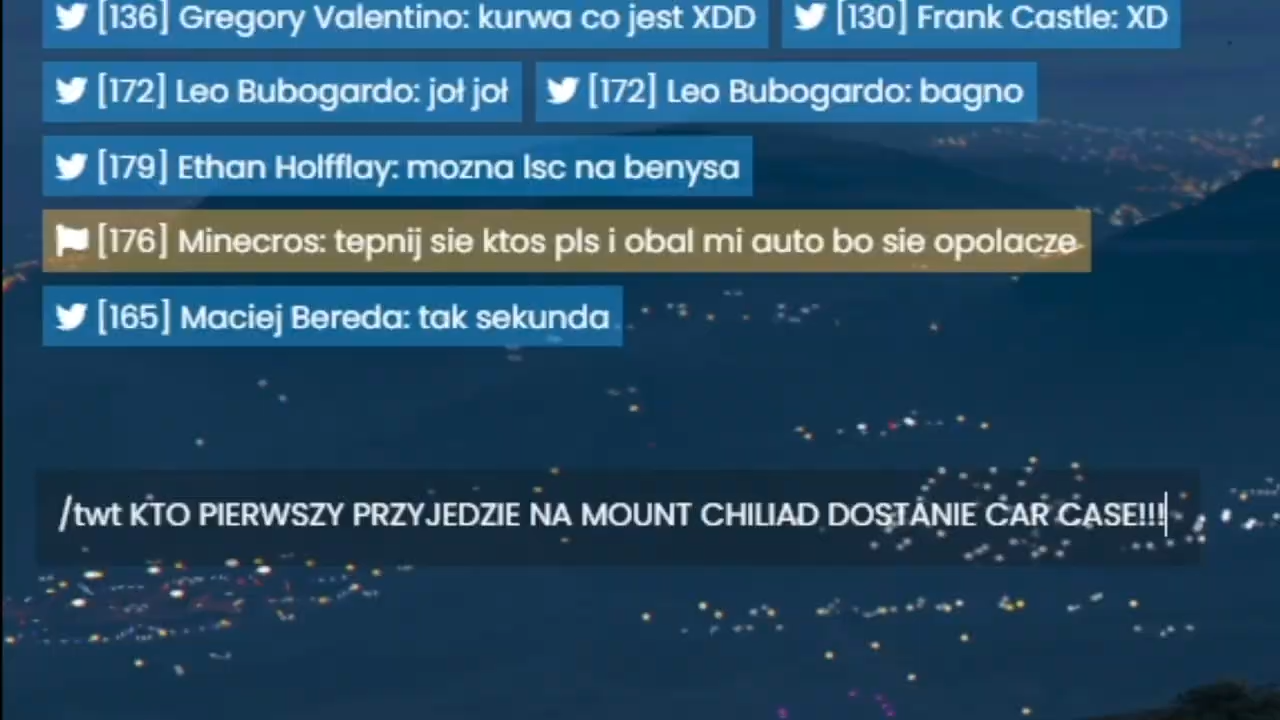 [136] Gregory Valentino: kurwa co jest XDD [130] Frank Castle: XD
[172] Leo Bubogardo: joł joł [172] Leo Bubogardo: bagno
[179] Ethan Holfflay: mozna lsc na benysa
[176] Minecros: tepnij sie ktos pls i obal mi auto bo sie opolacze
[165] Maciej Bereda: tak sekunda
/twt KTO PIERWSZY PRZYJEDZIE NA MOUNT CHILIAD DOSTANIE CAR CASE!!!